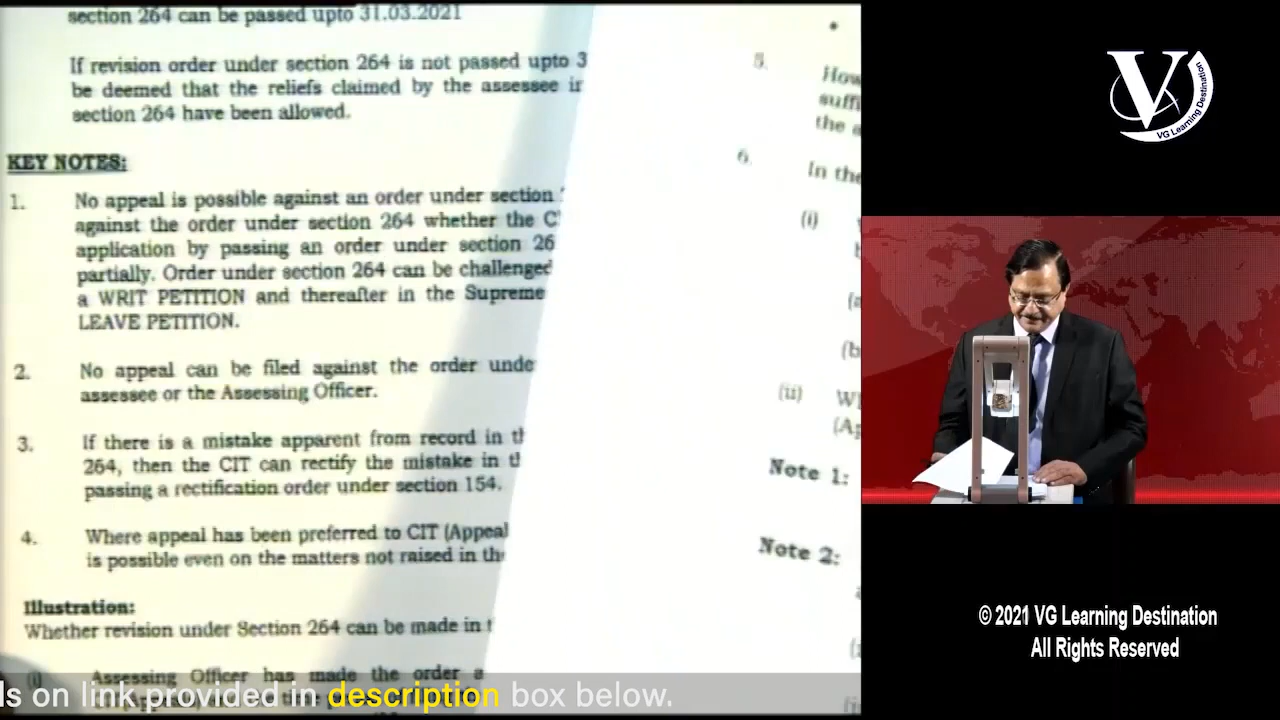 section 264 can be passed upto 31.03.2021
If revision order under section 264 is not passed upto 3
be deemed that the reliefs claimed by the assessee in
section 264 have been allowed.
KEY NOTES:
1. No appeal is possible against an order under section
against the order under section 264 whether the C
application by passing an order under section 26
partially. Order under section 264 can be challenged
a WRIT PETITION and thereafter in the Supreme
LEAVE PETITION.
2. No appeal can be filed against the order unde
assessee or the Assessing Officer.
3. If there is a mistake apparent from record in th
264, then the CIT can rectify the mistake in t
passing a rectification order under section 154.
4. Where appeal has been preferred to CIT (Appeal
is possible even on the matters not raised in the
Illustration:
Whether revision under Section 264 can be made in t
(i) Assessing Officer has made the order a
5. How
suffi
the a
6. In the
(i)
(a
(b
(ii) Wh
(Ap
Note 1:
Note 2:
V
VG Learning Destination
© 2021 VG Learning Destination
All Rights Reserved
ls on link provided in description box below.